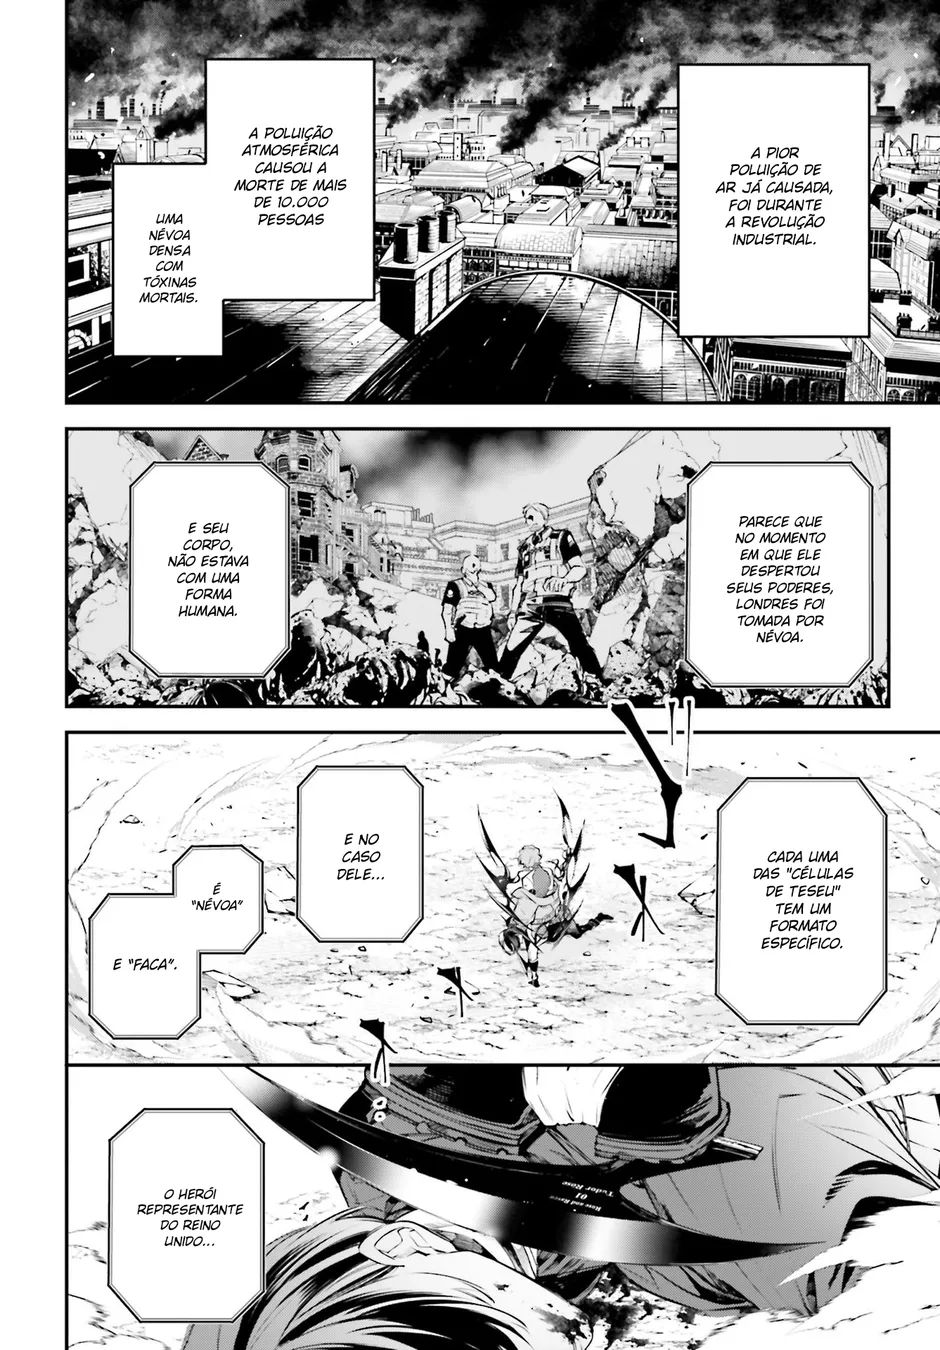 A PIOR
POLUIÇÃO DE
AR JÁ CAUSADA,
FOI DURANTE
A REVOLUÇÃO
INDUSTRIAL.
A POLUIÇÃO
ATMOSFÉRICA
CAUSOU A
MORTE DE MAIS
DE 10.000
PESSOAS
UMA
NÉVOA
DENSA
COM
TÓXINAS
MORTAIS.
PARECE QUE
NO MOMENTO
EM QUE ELE
DESPERTOU
SEUS PODERES,
LONDRES FOI
TOMADA POR
NÉVOA.
E SEU
CORPO,
NÃO ESTAVA
COM UMA
FORMA
HUMANA.
CADA UMA
DAS "CÉLULAS
DE TESEU"
TEM UM
FORMATO
ESPECÍFICO.
E NO
CASO
DELE...
É
"NÉVOA"
E "FACA".
O HERÓI
REPRESENTANTE
DO REINO
UNIDO...
01
Tudor Rose